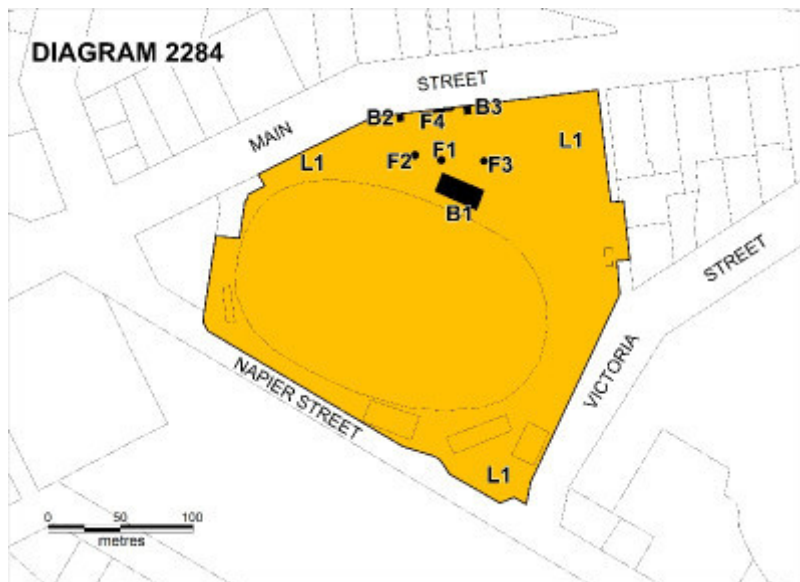 DIAGRAM 2284
MAIN
STREET
B2
F4
B3
L1
L1
F2
F1
F3
B1
STREET
VICTORIA
NAPIER STREET
L1
0 50 100
metres